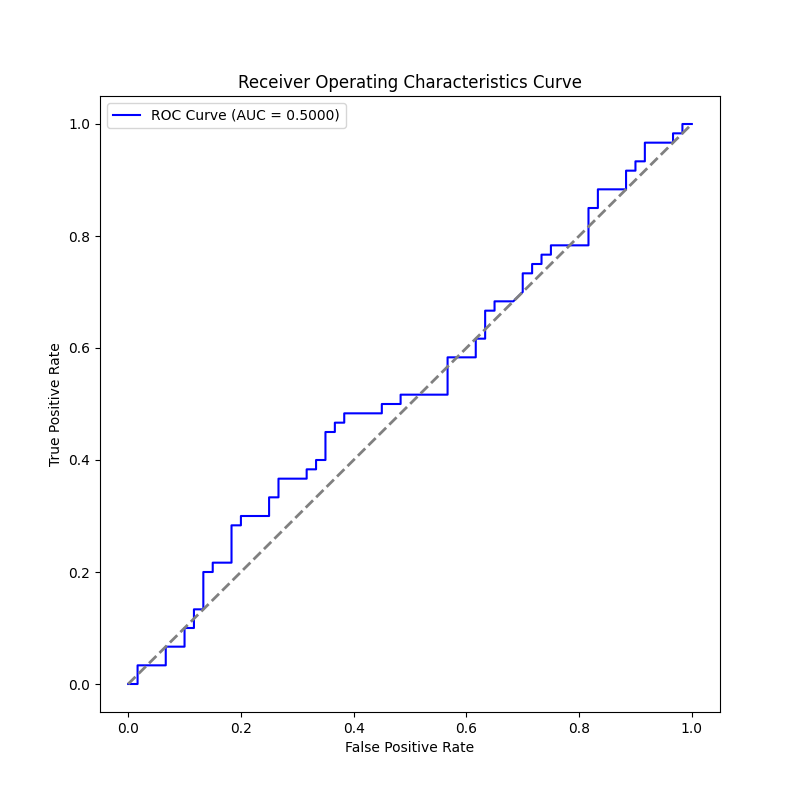 Receiver Operating Characteristics Curve
ROC Curve (AUC = 0.5000)
1.0
0.8
0.6
0.4
0.2
0.0
True Positive Rate
0.0 0.2 0.4 0.6 0.8 1.0
False Positive Rate